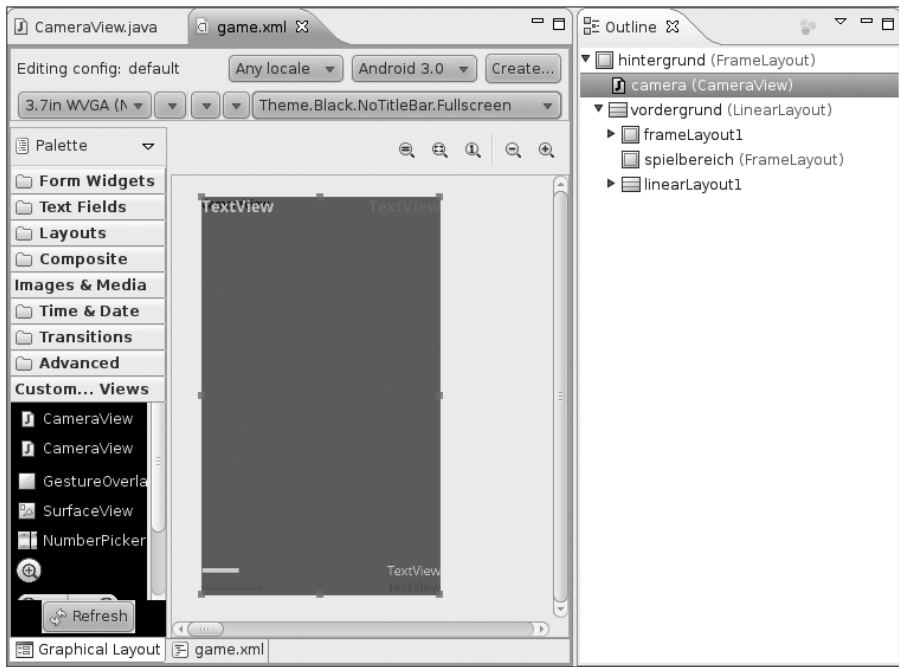 CameraView.java
game.xml
Editing config: default
Any locale
Android 3.0
Create...
3.7in WVGA (N
Theme.Black.NoTitleBar.Fullscreen
Palette
Form Widgets
Text Fields
Layouts
Composite
Images & Media
Time & Date
Transitions
Advanced
Custom... Views
CameraView
CameraView
GestureOverla
SurfaceView
NumberPicker
Refresh
TextView
TextView
TextView
TextView
Graphical Layout
game.xml
Outline
hintergrund (FrameLayout)
camera (CameraView)
vordergrund (LinearLayout)
frameLayout1
spielbereich (FrameLayout)
linearLayout1